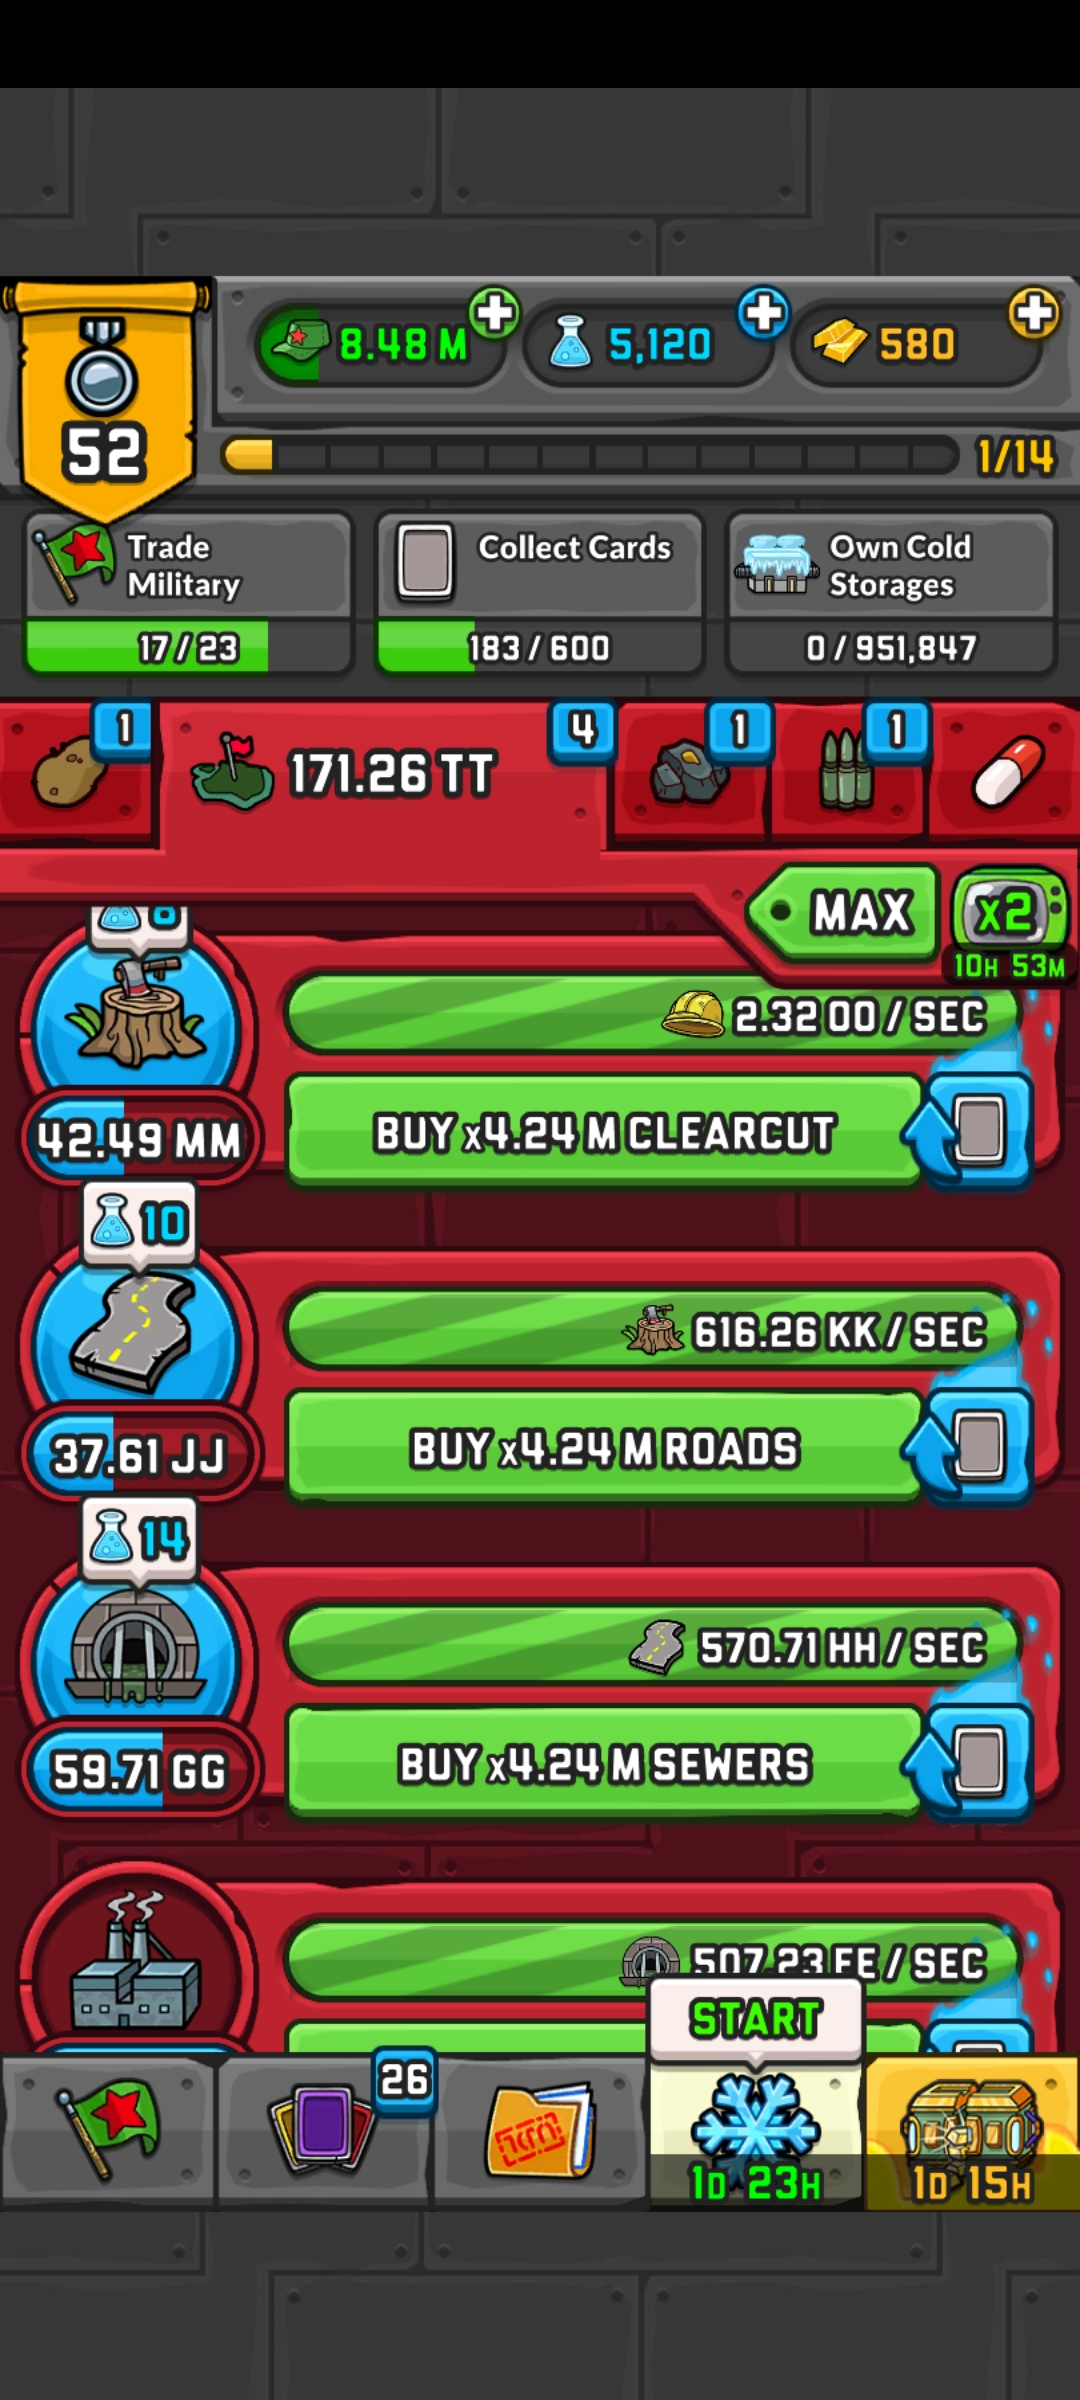 8.48 M
5,120
580
52
1/14
Trade
Military
17/23
Collect Cards
183/600
Own Cold
Storages
0/951,847
1
171.26 TT
4
1
1
MAX
x2
10H 53M
2.32 OO / SEC
BUY x4.24 M CLEARCUT
42.49 MM
10
616.26 KK / SEC
BUY x4.24 M ROADS
37.61 JJ
14
570.71 HH / SEC
BUY x4.24 M SEWERS
59.71 GG
507.23 EE / SEC
START
26
1D 23H
1D 15H